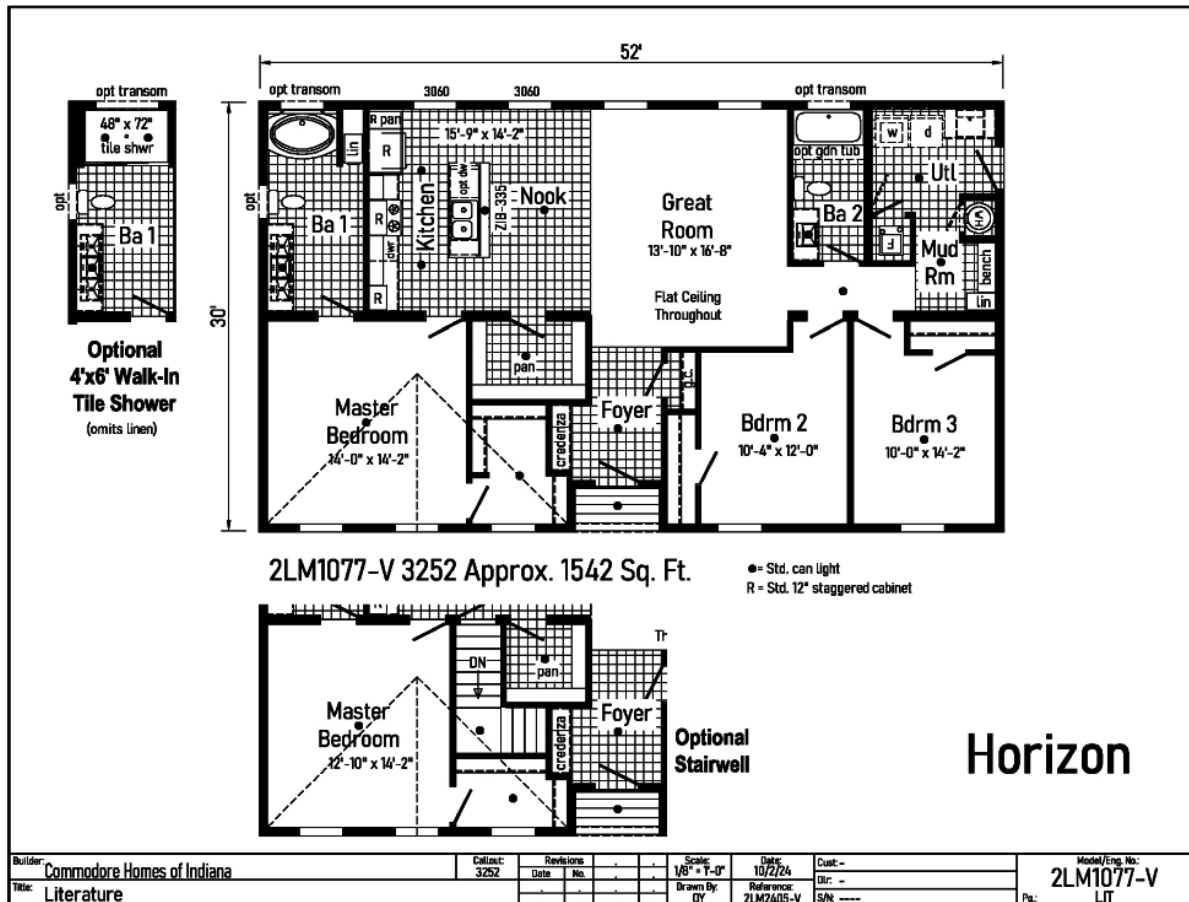 52'
opt transom
opt transom
3060
3060
opt transom
48" x 72"
tile shwr
opt
Ba 1
Optional
4'x6' Walk-In
Tile Shower
(omits linen)
30'
opt
lin
Ba 1
R pan
R
R
dwr
R
Kitchen
15'-9" x 14'-2"
opt dw
ZIB-335
Nook
Great
Room
13'-10" x 16'-8"
Flat Ceiling
Throughout
opt gdn tub
Ba 2
w
d
Utl
F
WH
Mud
Rm
bench
lin
pan
Master
Bedroom
14'-0" x 14'-2"
credenza
Foyer
g.c.
Bdrm 2
10'-4" x 12'-0"
Bdrm 3
10'-0" x 14'-2"
2LM1077-V 3252 Approx. 1542 Sq. Ft.
●= Std. can light
R = Std. 12" staggered cabinet
DN
pan
Th
Master
Bedroom
12'-10" x 14'-2"
credenza
Foyer
Optional
Stairwell
Horizon
Builder: Commodore Homes of Indiana
Title: Literature
Callout:
3252
Revisions
Date No.
Scale:
1/8" = 1'-0"
Drawn By:
DY
Date:
10/2/24
Reference:
2LM2405-V
Cust: -
Dlr: -
S/N: ----
Model/Eng. No.:
2LM1077-V
Pg.: LIT